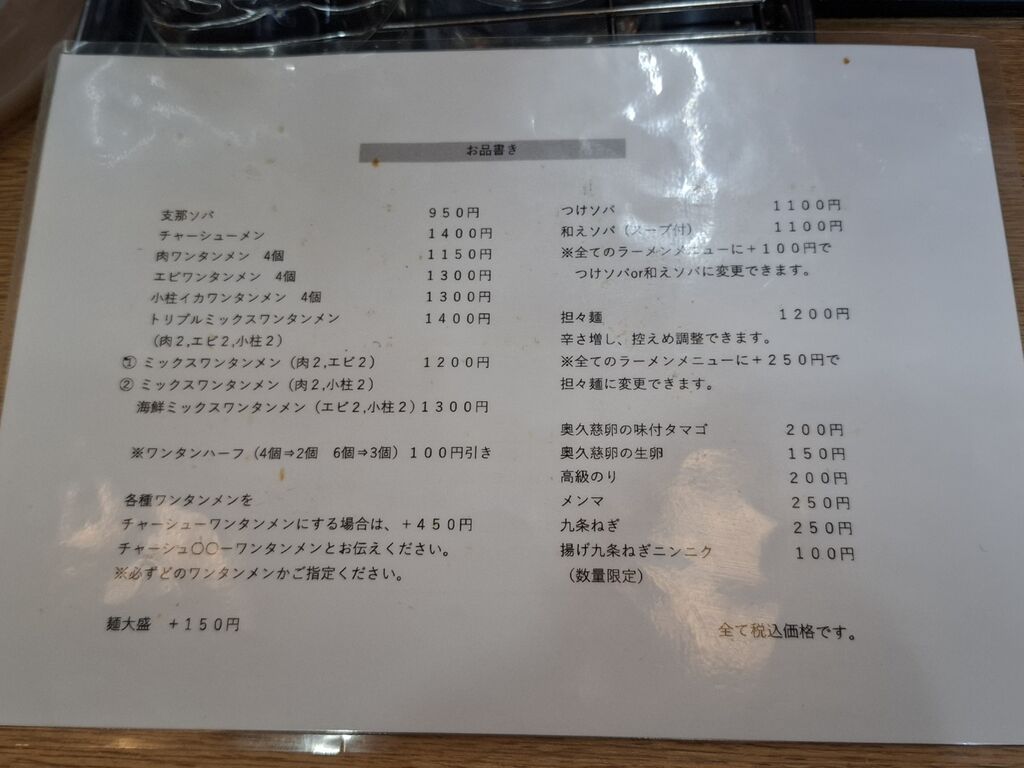 お品書き
支那ソバ 950円
チャーシューメン 1400円
肉ワンタンメン 4個 1150円
エビワンタンメン 4個 1300円
小柱イカワンタンメン 4個 1300円
トリプルミックスワンタンメン 1400円
(肉2,エビ2,小柱2)
① ミックスワンタンメン (肉2,エビ2) 1200円
② ミックスワンタンメン (肉2,小柱2)
海鮮ミックスワンタンメン (エビ2,小柱2) 1300円
※ワンタンハーフ (4個⇒2個 6個⇒3個) 100円引き
各種ワンタンメンを
チャーシューワンタンメンにする場合は、+450円
チャーシュ〇〇ーワンタンメンとお伝えください。
※必ずどのワンタンメンかご指定ください。
麺大盛 +150円
つけソバ 1100円
和えソバ (スープ付) 1100円
※全てのラーメンメニューに+100円で
つけソバor和えソバに変更できます。
担々麺 1200円
辛さ増し、控えめ調整できます。
※全てのラーメンメニューに+250円で
担々麺に変更できます。
奥久慈卵の味付タマゴ 200円
奥久慈卵の生卵 150円
高級のり 200円
メンマ 250円
九条ねぎ 250円
揚げ九条ねぎニンニク 100円
(数量限定)
全て税込価格です。